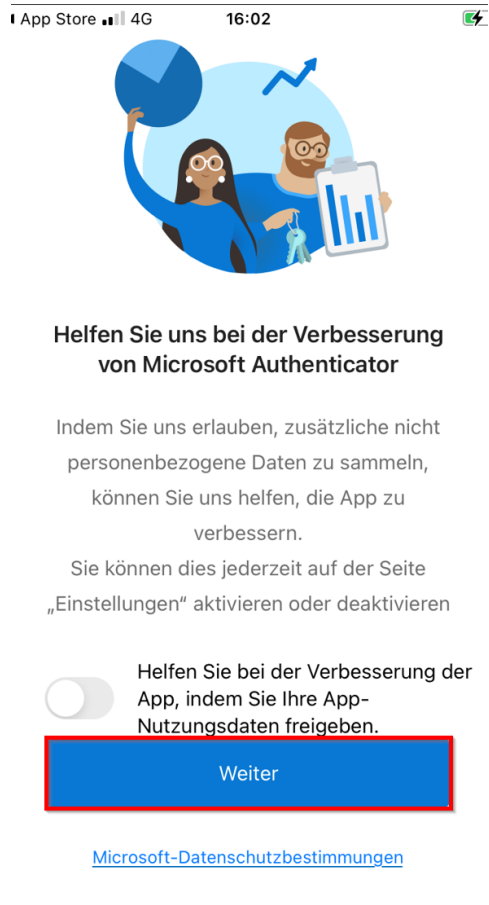 App Store 4G 16:02
Helfen Sie uns bei der Verbesserung
von Microsoft Authenticator
Indem Sie uns erlauben, zusätzliche nicht
personenbezogene Daten zu sammeln,
können Sie uns helfen, die App zu
verbessern.
Sie können dies jederzeit auf der Seite
„Einstellungen“ aktivieren oder deaktivieren
Helfen Sie bei der Verbesserung der
App, indem Sie Ihre App-
Nutzungsdaten freigeben.
Weiter
Microsoft-Datenschutzbestimmungen